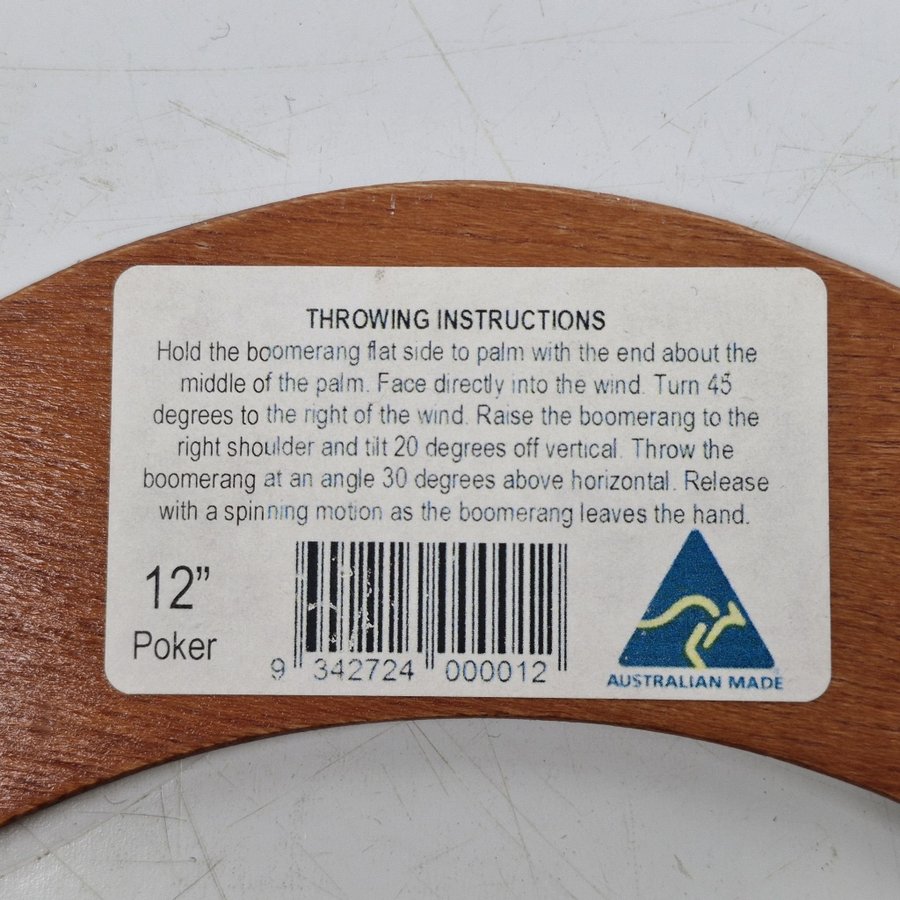 THROWING INSTRUCTIONS
Hold the boomerang flat side to palm with the end about the
middle of the palm. Face directly into the wind. Turn 45
degrees to the right of the wind. Raise the boomerang to the
right shoulder and tilt 20 degrees off vertical. Throw the
boomerang at an angle 30 degrees above horizontal. Release
with a spinning motion as the boomerang leaves the hand.
12”
Poker
9 342724 000012
AUSTRALIAN MADE